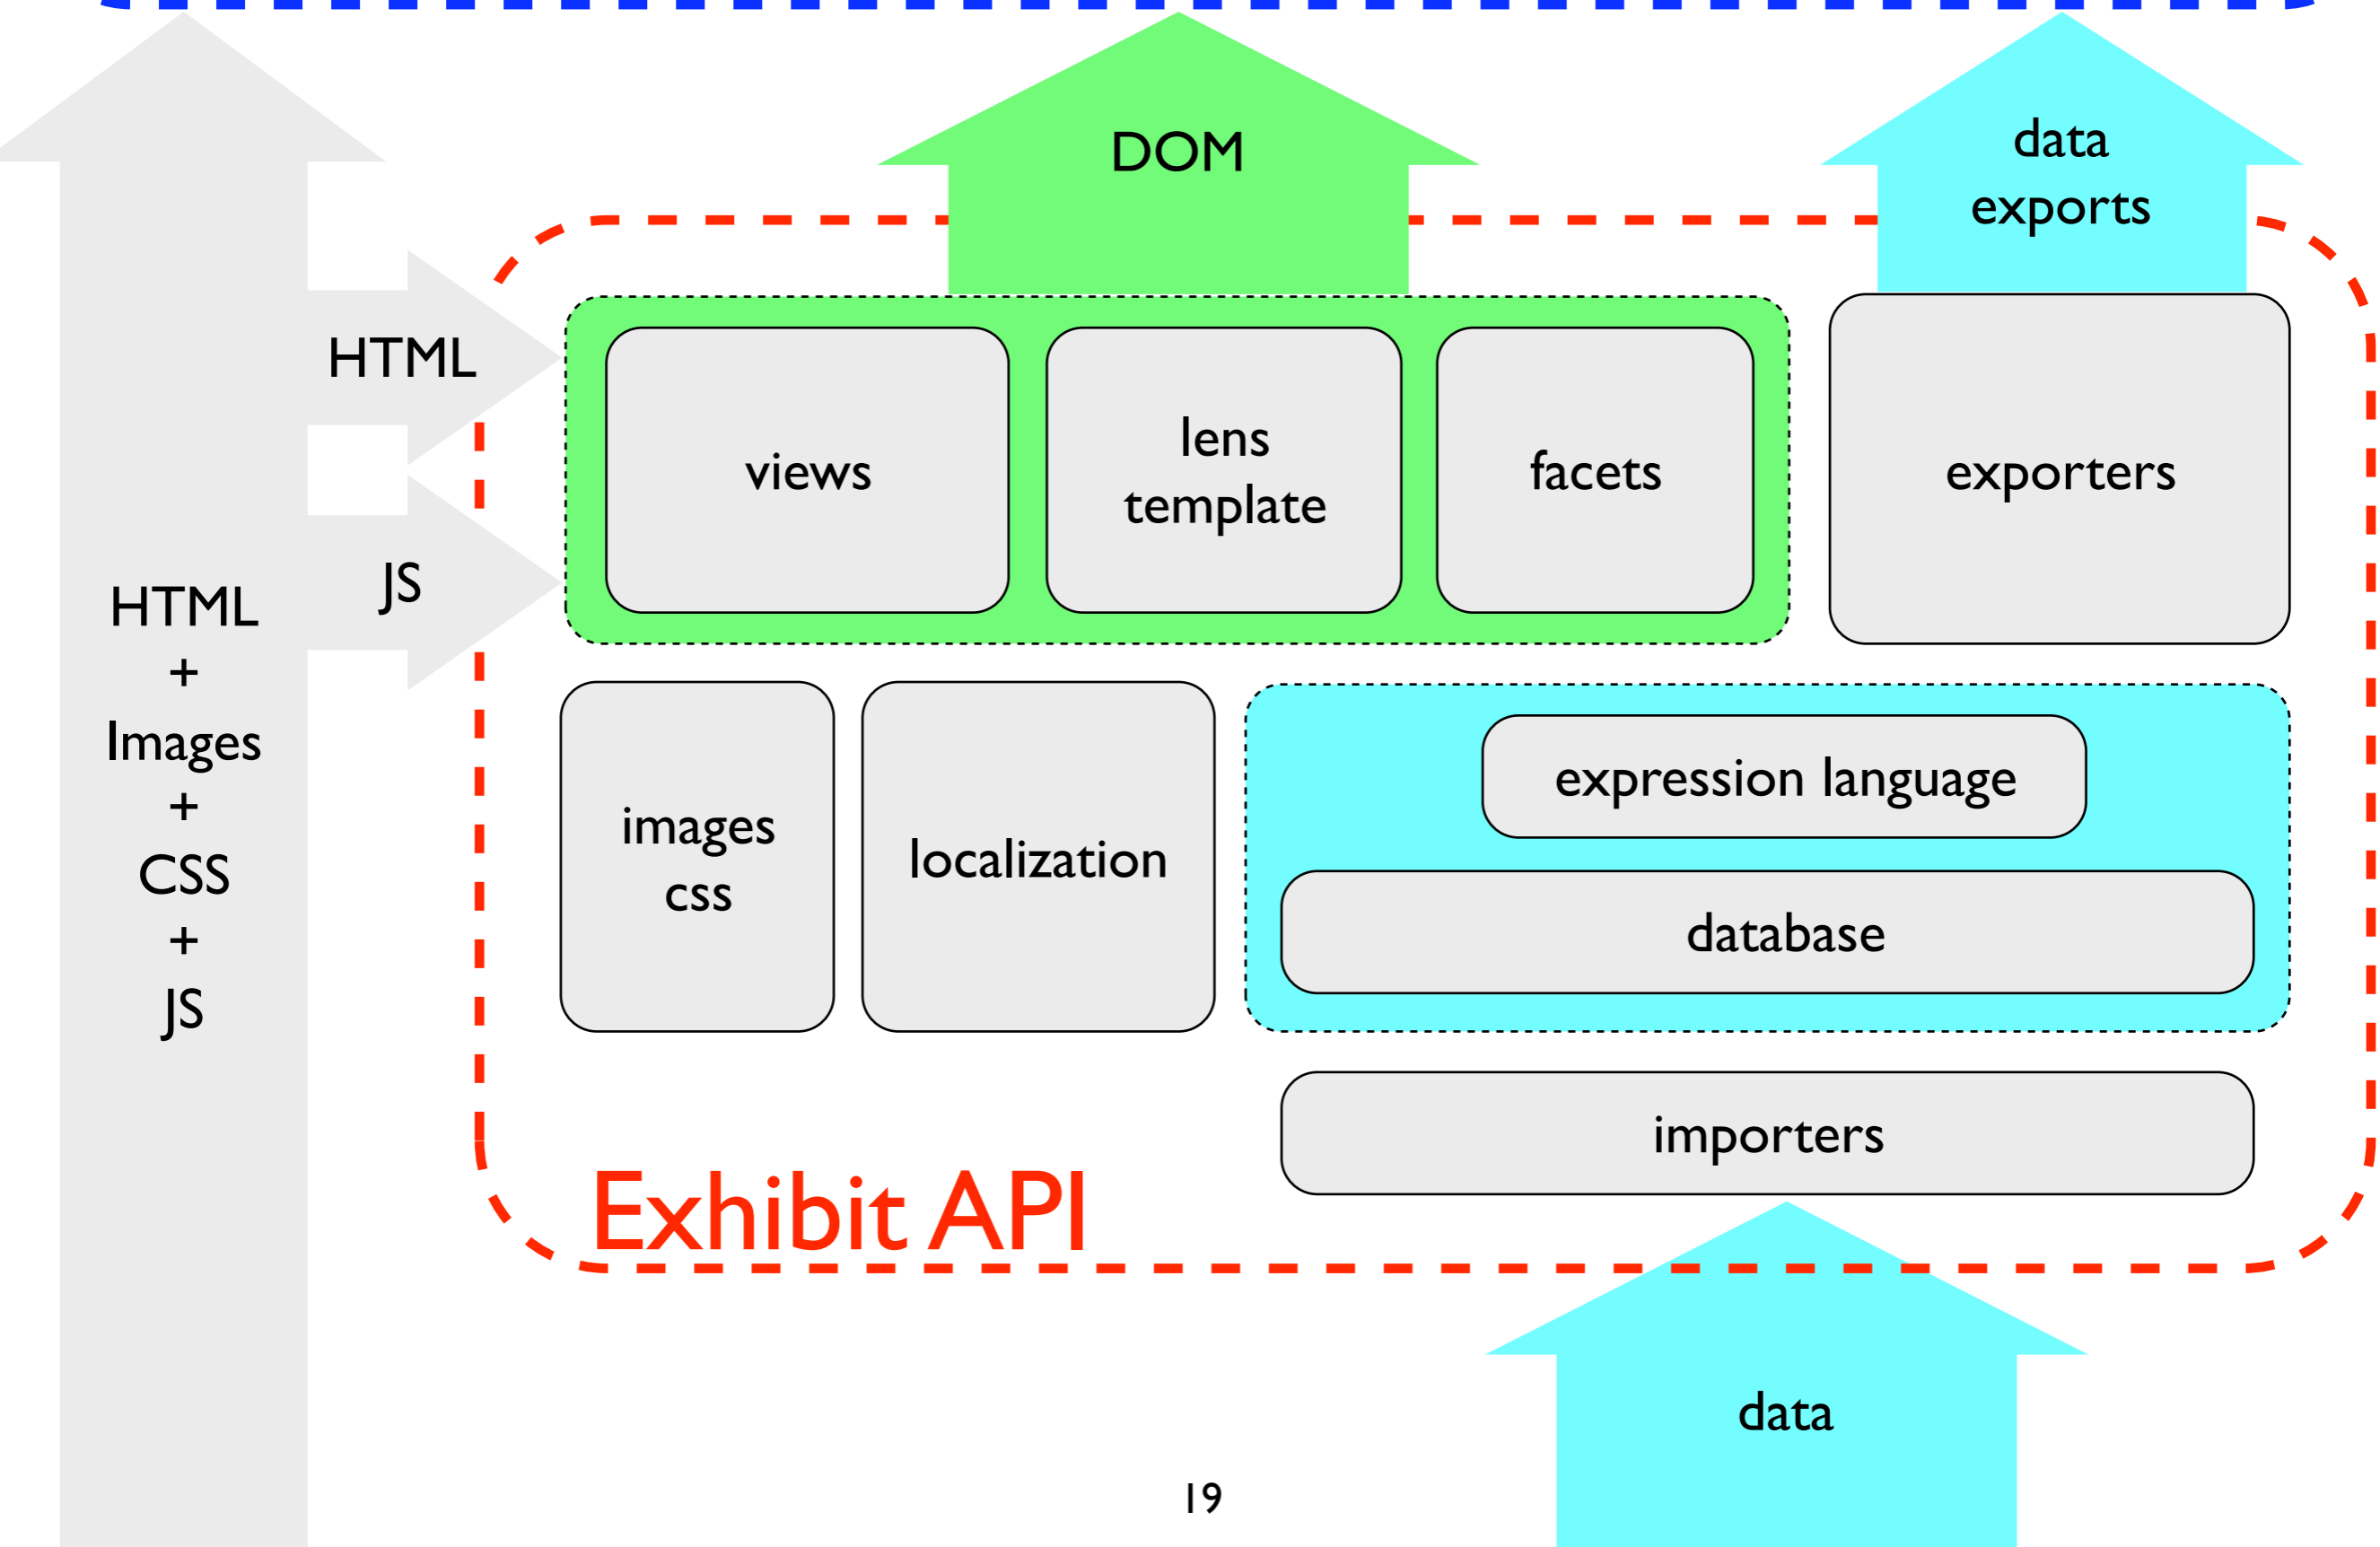 DOM
data
exports
HTML
views
lens
template
facets
exporters
JS
HTML
+
Images
+
CSS
+
JS
images
css
localization
expression language
database
importers
Exhibit API
data
19